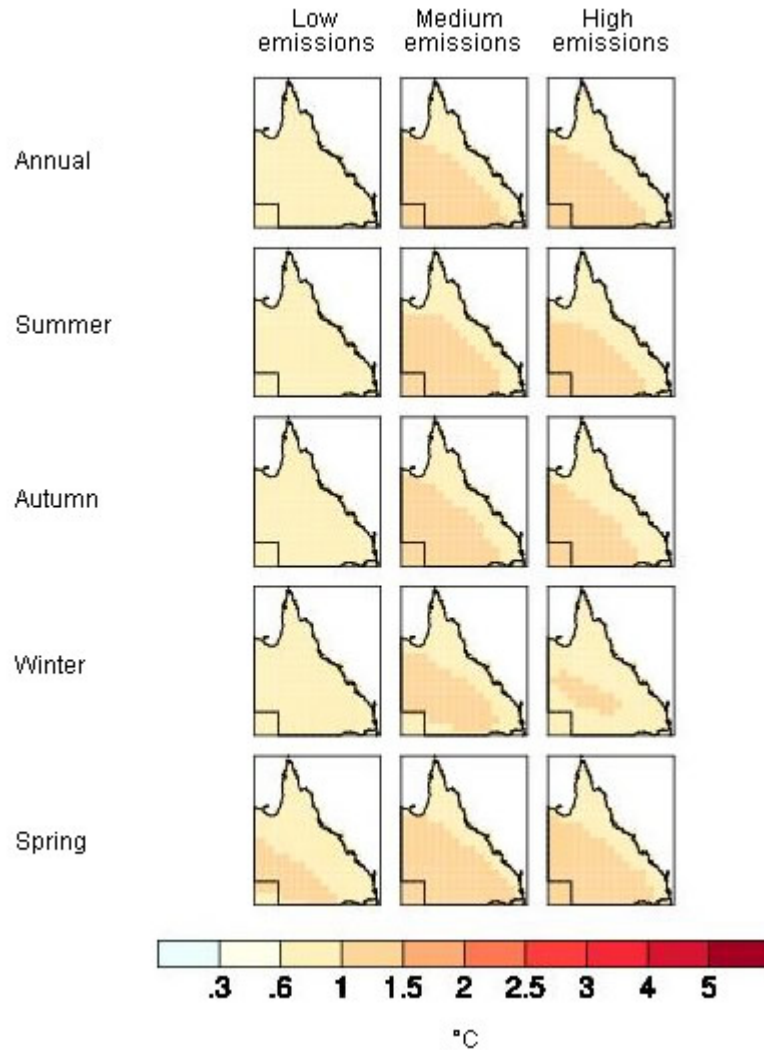 Low emissions
Medium emissions
High emissions
Annual
Summer
Autumn
Winter
Spring
.3 .6 1 1.5 2 2.5 3 4 5
°C